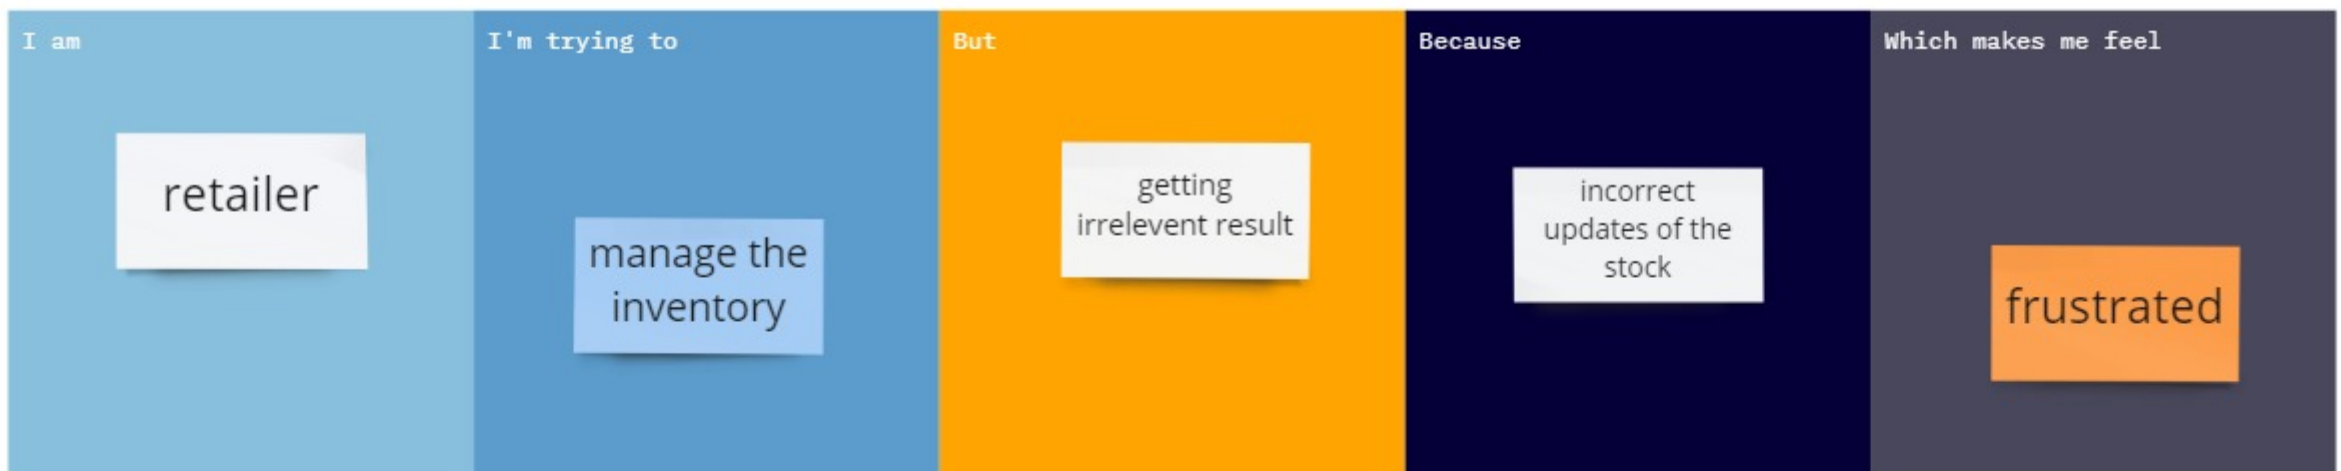 I am
retailer
I'm trying to
manage the
inventory
But
getting
irrelevent result
Because
incorrect
updates of the
stock
Which makes me feel
frustrated